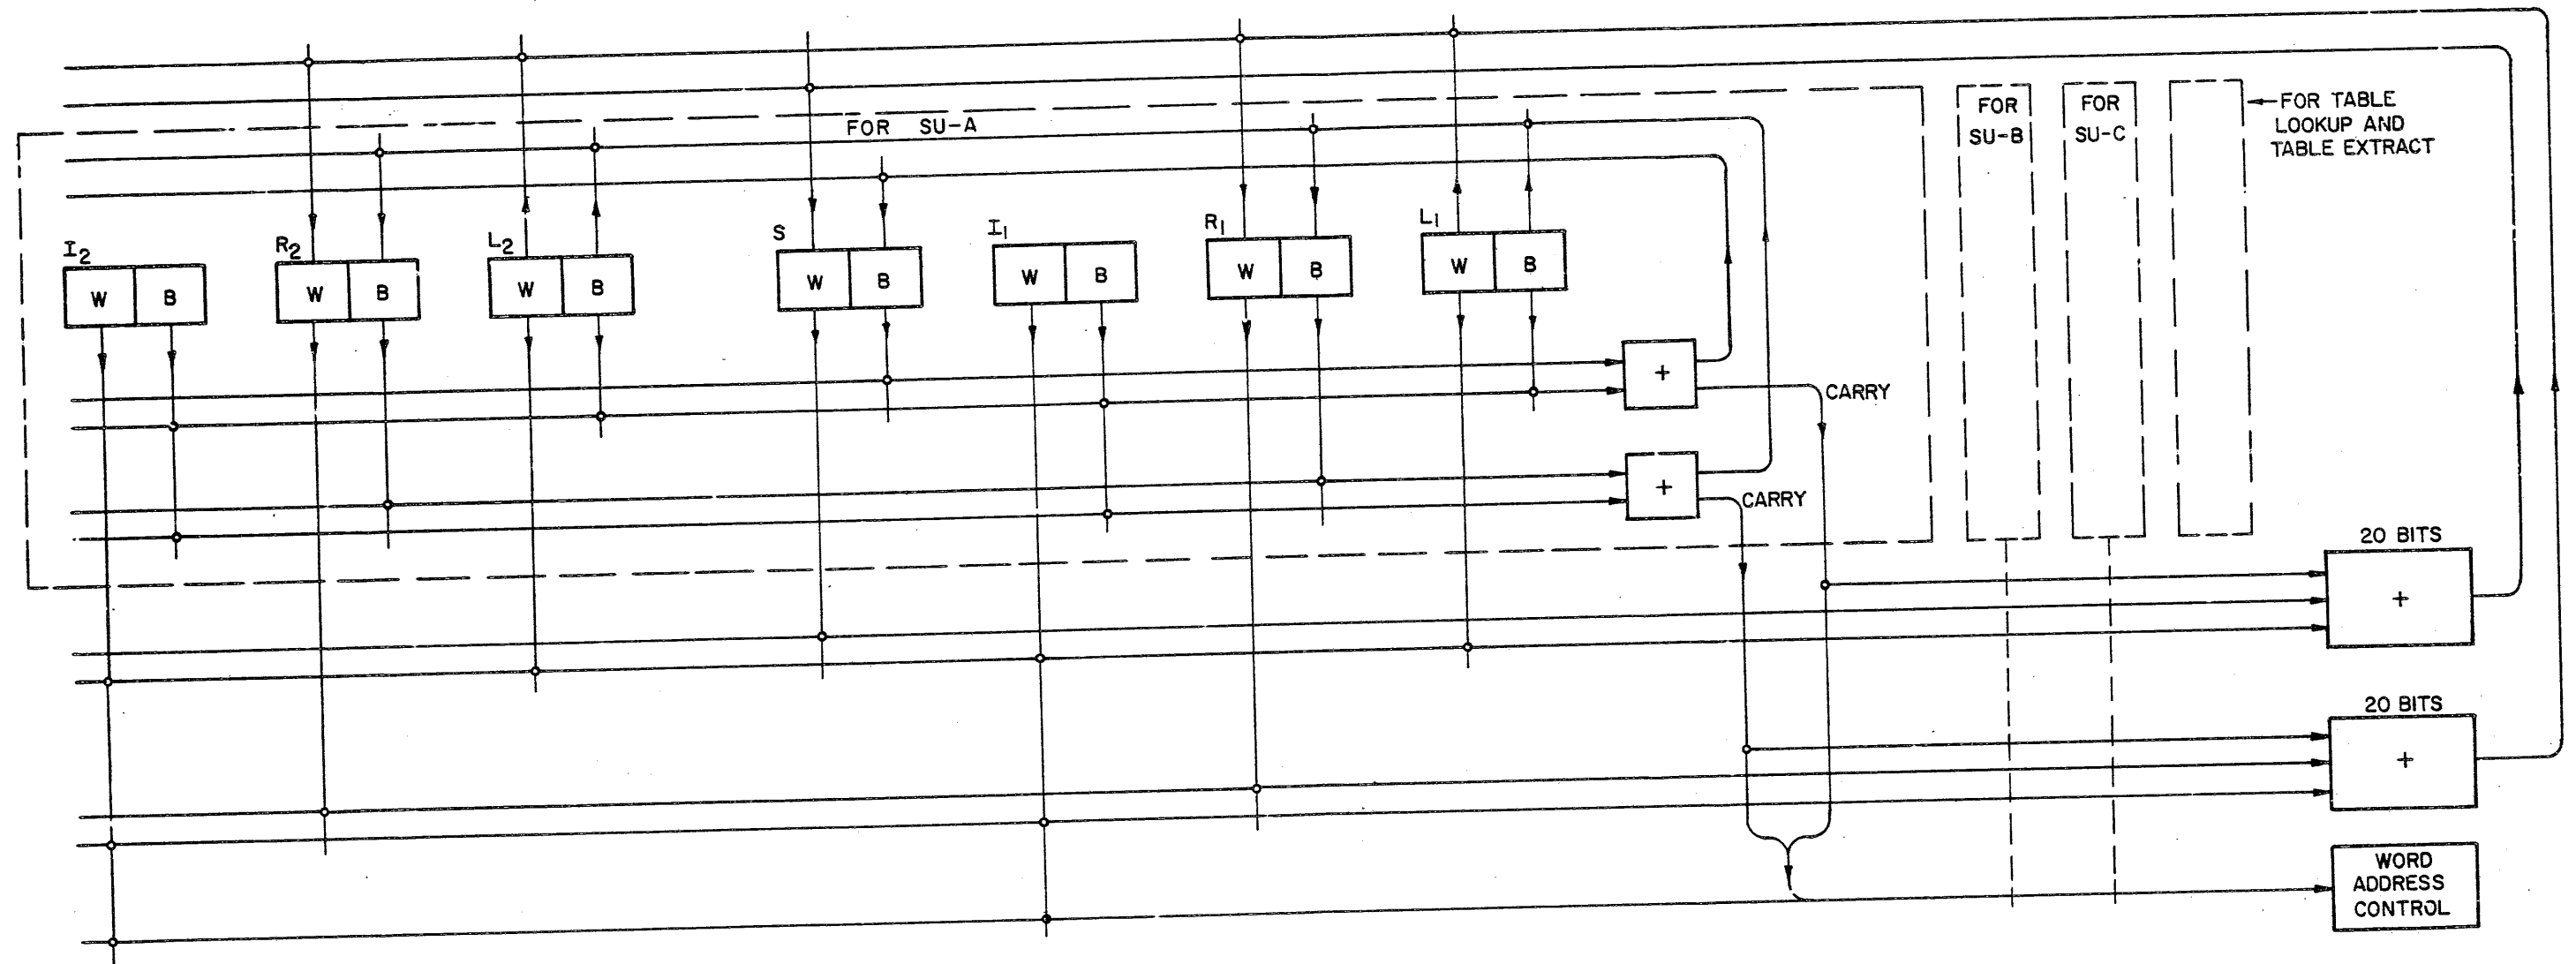 FOR SU-A
FOR
SU-B
FOR
SU-C
FOR TABLE
LOOKUP AND
TABLE EXTRACT
I2
W B
R2
W B
L2
W B
S
W B
I1
W B
R1
W B
L1
W B
+
CARRY
+
CARRY
20 BITS
+
20 BITS
+
WORD
ADDRESS
CONTROL